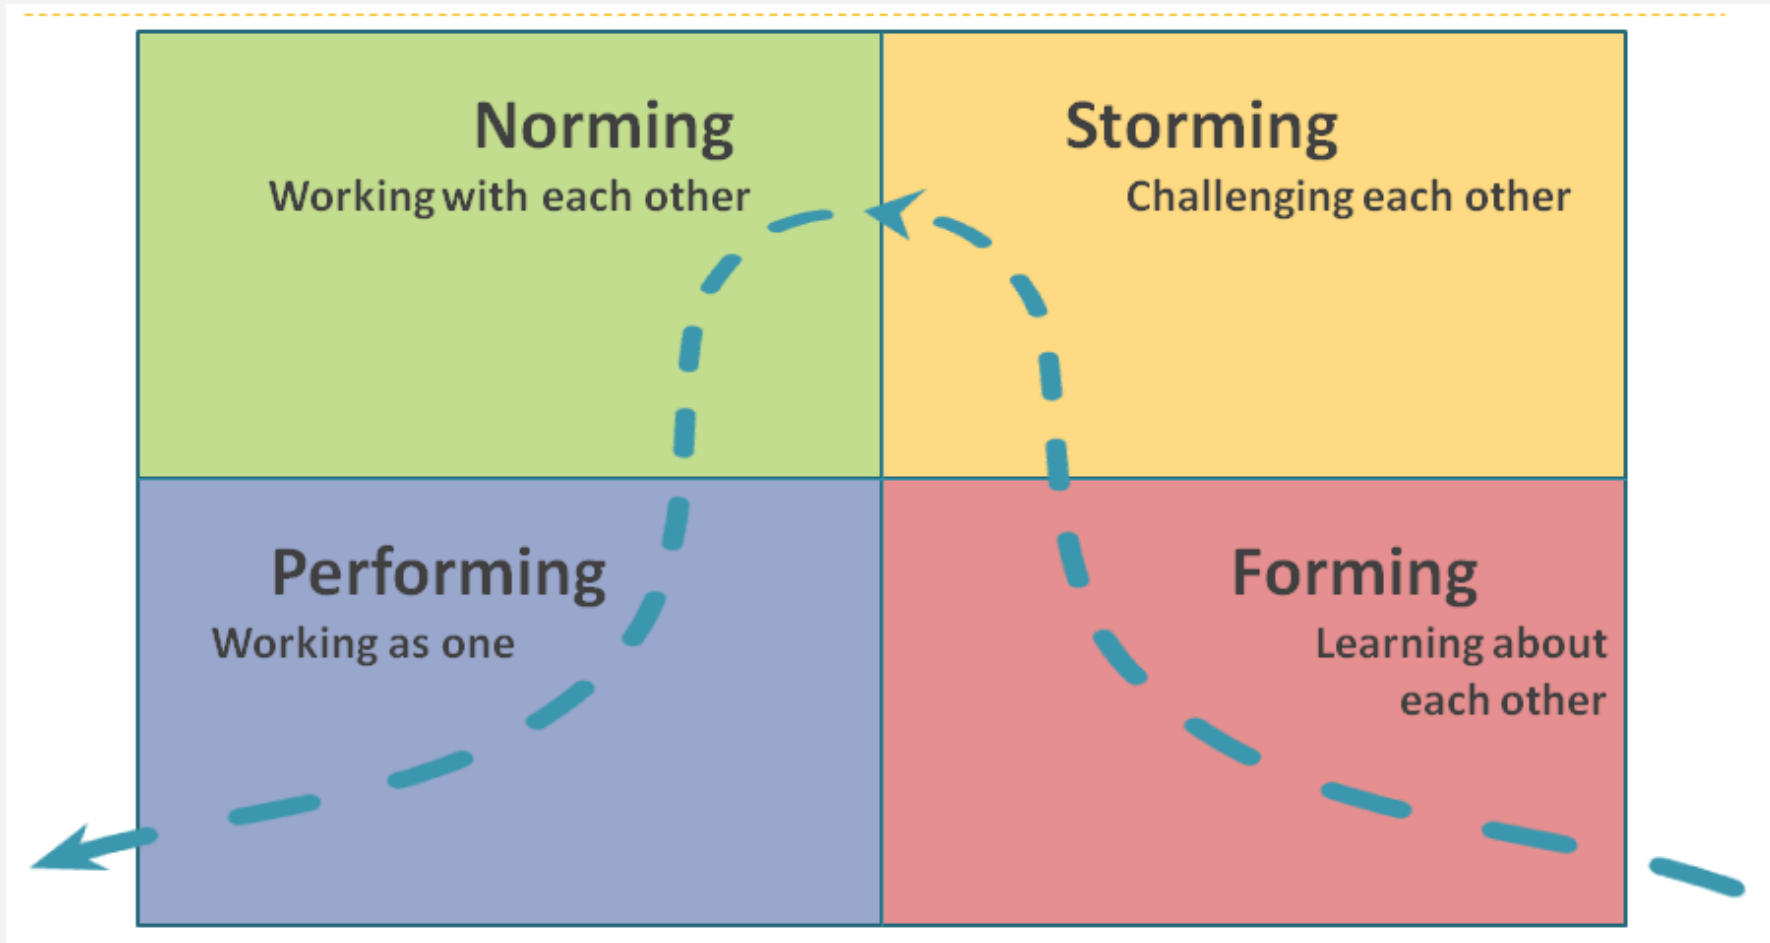 Norming
Working with each other
Storming
Challenging each other
Performing
Working as one
Forming
Learning about
each other